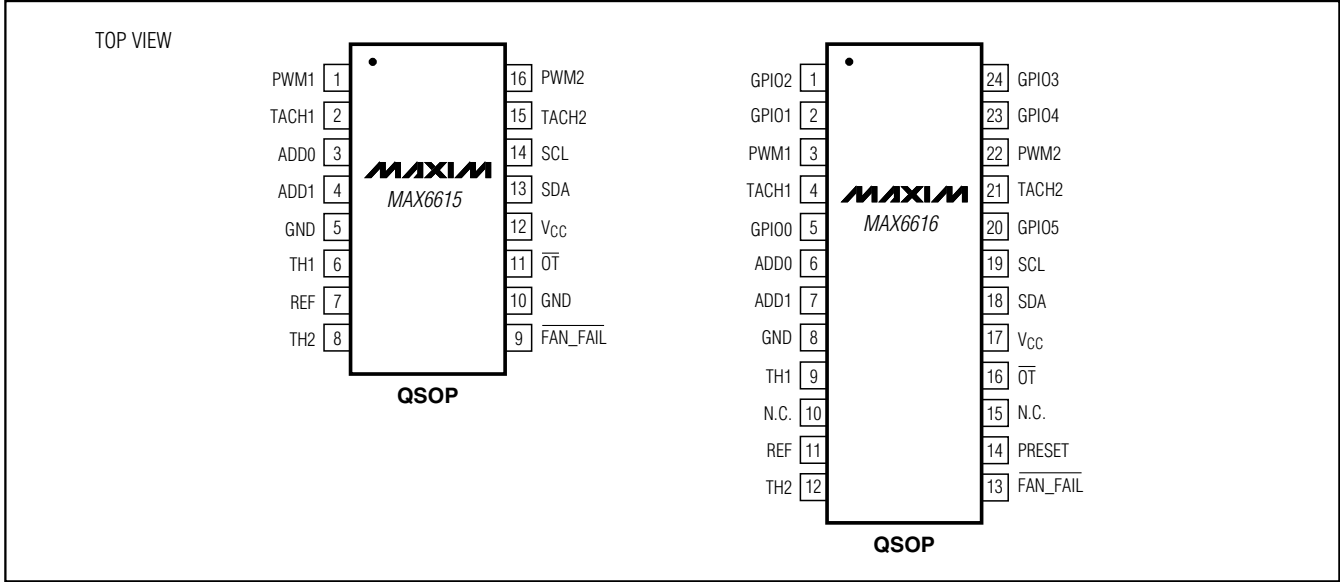 TOP VIEW
PWM1 1 16 PWM2
TACH1 2 15 TACH2
ADD0 3 14 SCL
ADD1 4 13 SDA
GND 5 12 VCC
TH1 6 11 OT
REF 7 10 GND
TH2 8 9 FAN_FAIL
MAXIM
MAX6615
QSOP
GPIO2 1 24 GPIO3
GPIO1 2 23 GPIO4
PWM1 3 22 PWM2
TACH1 4 21 TACH2
GPIO0 5 20 GPIO5
ADD0 6 19 SCL
ADD1 7 18 SDA
GND 8 17 VCC
TH1 9 16 OT
N.C. 10 15 N.C.
REF 11 14 PRESET
TH2 12 13 FAN_FAIL
MAXIM
MAX6616
QSOP